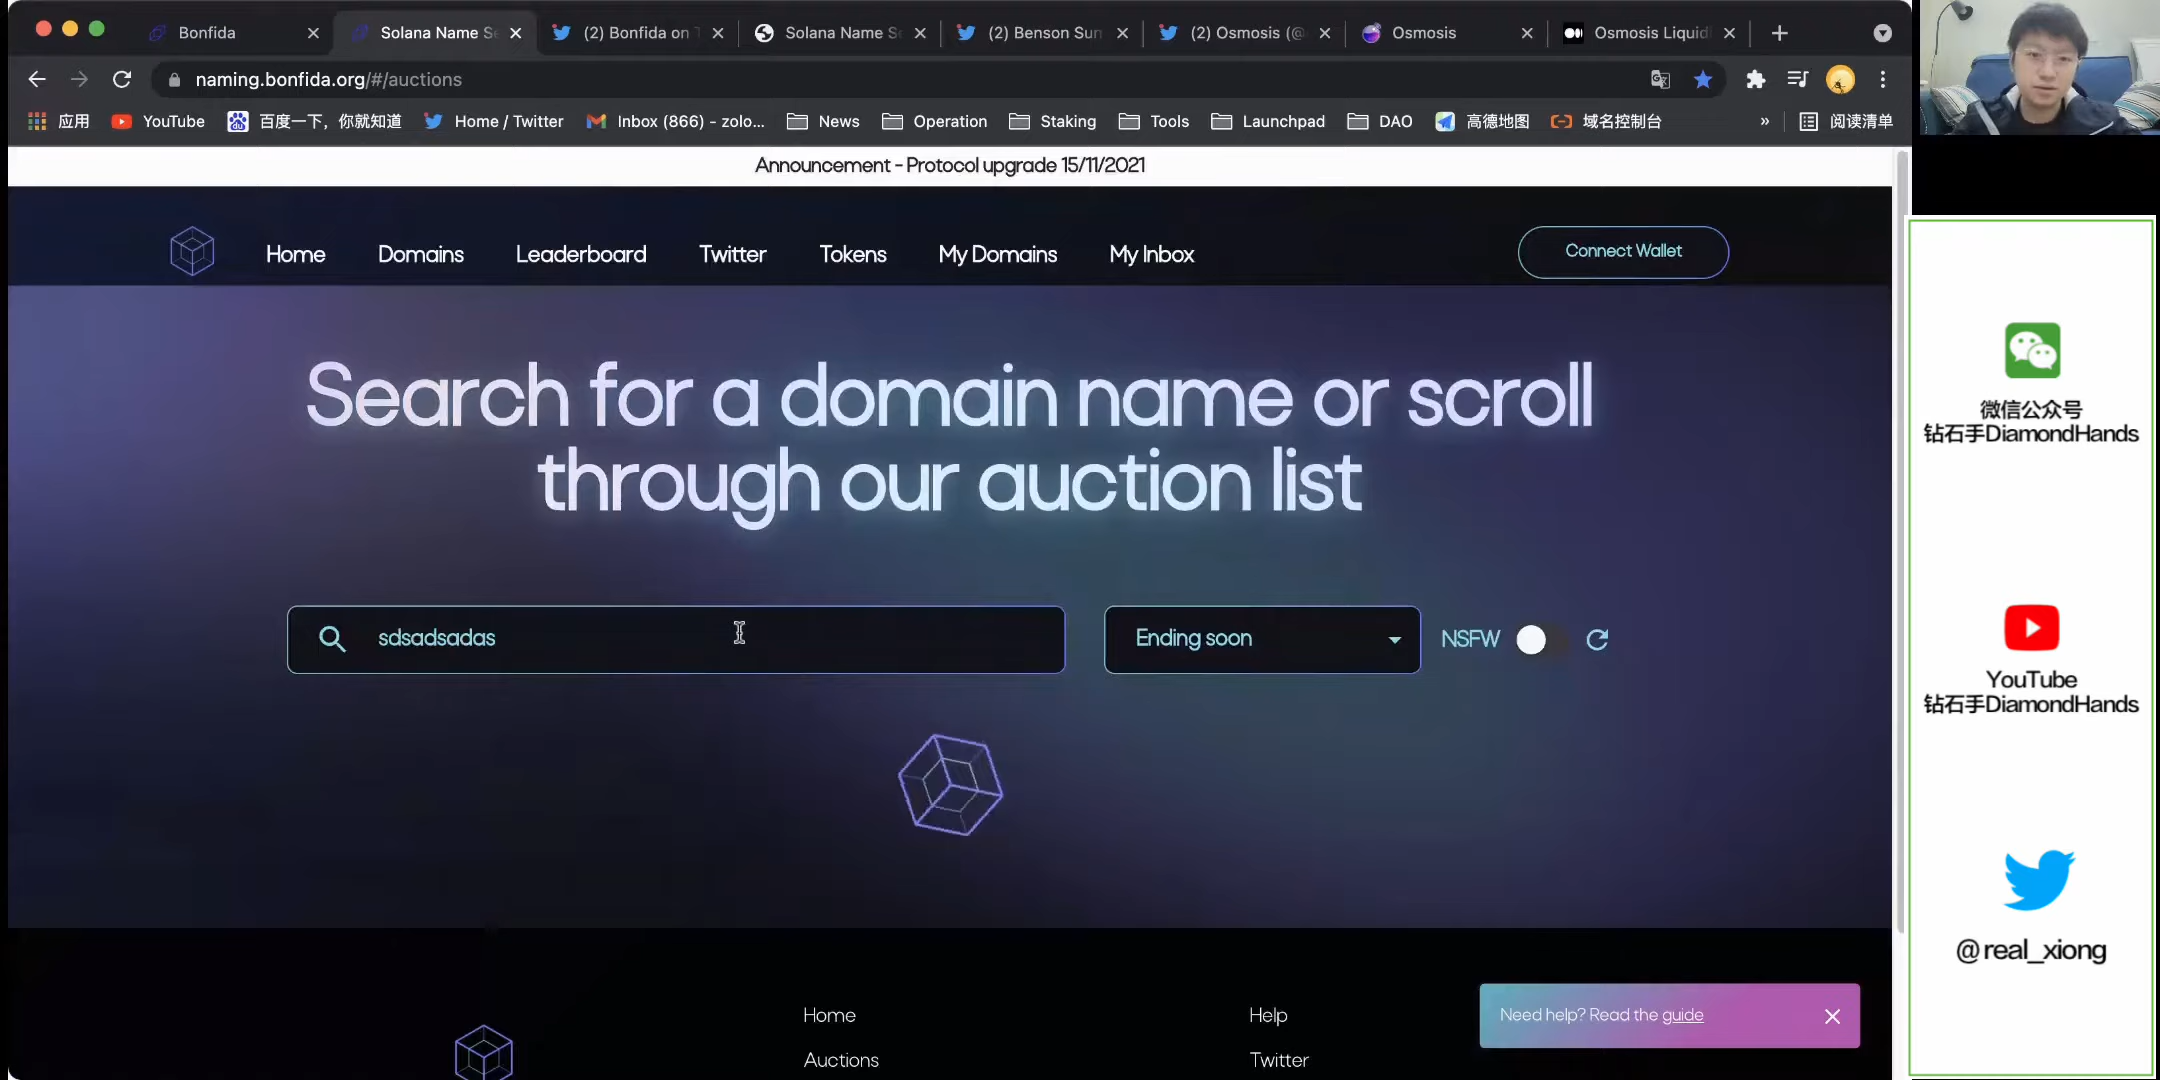 Bonfida
Solana Name Se
(2) Bonfida on T
Solana Name Se
(2) Benson Sun
(2) Osmosis (@
Osmosis
Osmosis Liquid
naming.bonfida.org/#/auctions
应用
YouTube
百度一下，你就知道
Home / Twitter
Inbox (866) - zolo...
News
Operation
Staking
Tools
Launchpad
DAO
高德地图
域名控制台
»
阅读清单
Announcement - Protocol upgrade 15/11/2021
Home
Domains
Leaderboard
Twitter
Tokens
My Domains
My Inbox
Connect Wallet
Search for a domain name or scroll
through our auction list
sdsadsadas
Ending soon
NSFW
Home
Help
Auctions
Twitter
Need help? Read the guide
微信公众号
钻石手DiamondHands
YouTube
钻石手DiamondHands
@real_xiong